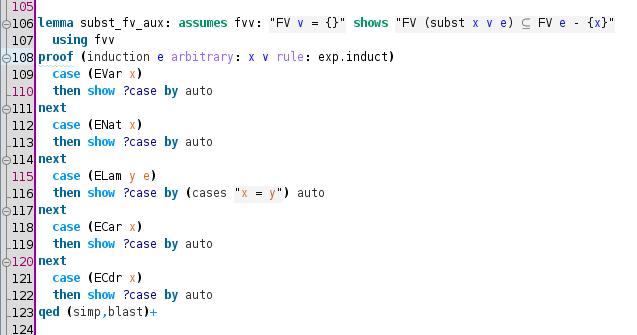 105
106 lemma subst_fv_aux: assumes fvv: "FV v = {}" shows "FV (subst x v e) ⊆ FV e - {x}"
107 using fvv
108 proof (induction e arbitrary: x v rule: exp.induct)
109 case (EVar x)
110 then show ?case by auto
111 next
112 case (ENat x)
113 then show ?case by auto
114 next
115 case (ELam y e)
116 then show ?case by (cases "x = y") auto
117 next
118 case (ECar x)
119 then show ?case by auto
120 next
121 case (ECdr x)
122 then show ?case by auto
123 qed (simp,blast)+
124